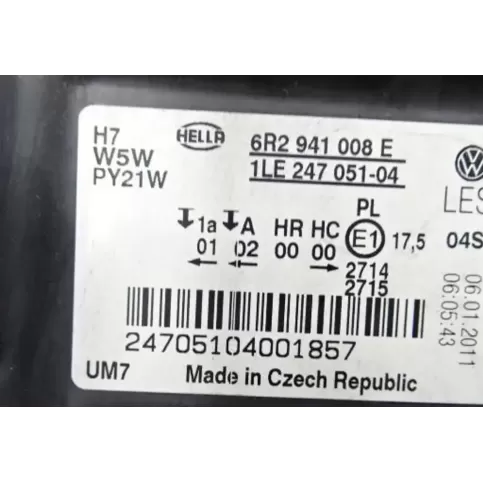 H7
W5W
PY21W
HELLA
6R2 941 008 E
1LE 247 051-04
LES
1a A HR HC PL
01 02 00 00 E1 17,5 04S
2714
2715
06.01.2011
06:05:43
24705104001857
UM7 Made in Czech Republic